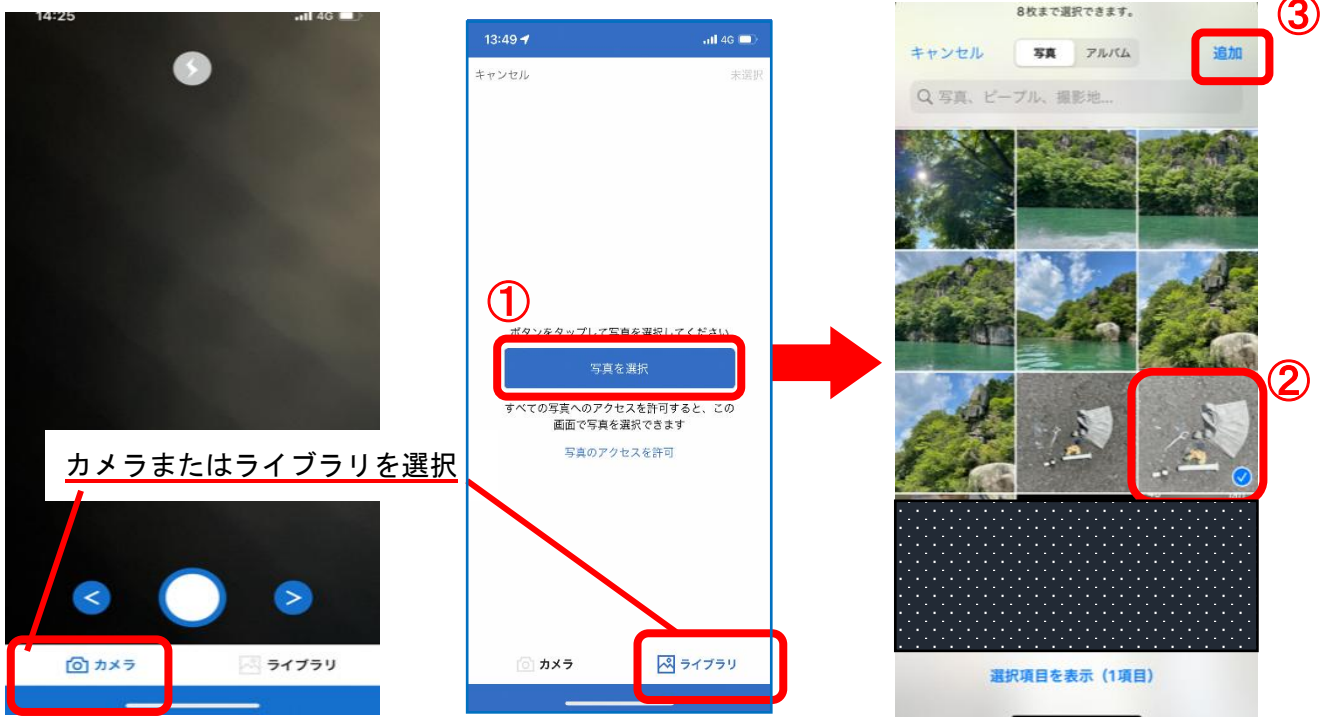 14:25
4G
カメラまたはライブラリを選択
<
>
カメラ
ライブラリ
13:49
4G
キャンセル
未選択
①
ボタンをタップして写真を選択してください
写真を選択
すべての写真へのアクセスを許可すると、この
画面で写真を選択できます
写真のアクセスを許可
カメラ
ライブラリ
8枚まで選択できます。
③
キャンセル
写真
アルバム
追加
写真、ピープル、撮影地...
②
選択項目を表示（1項目）